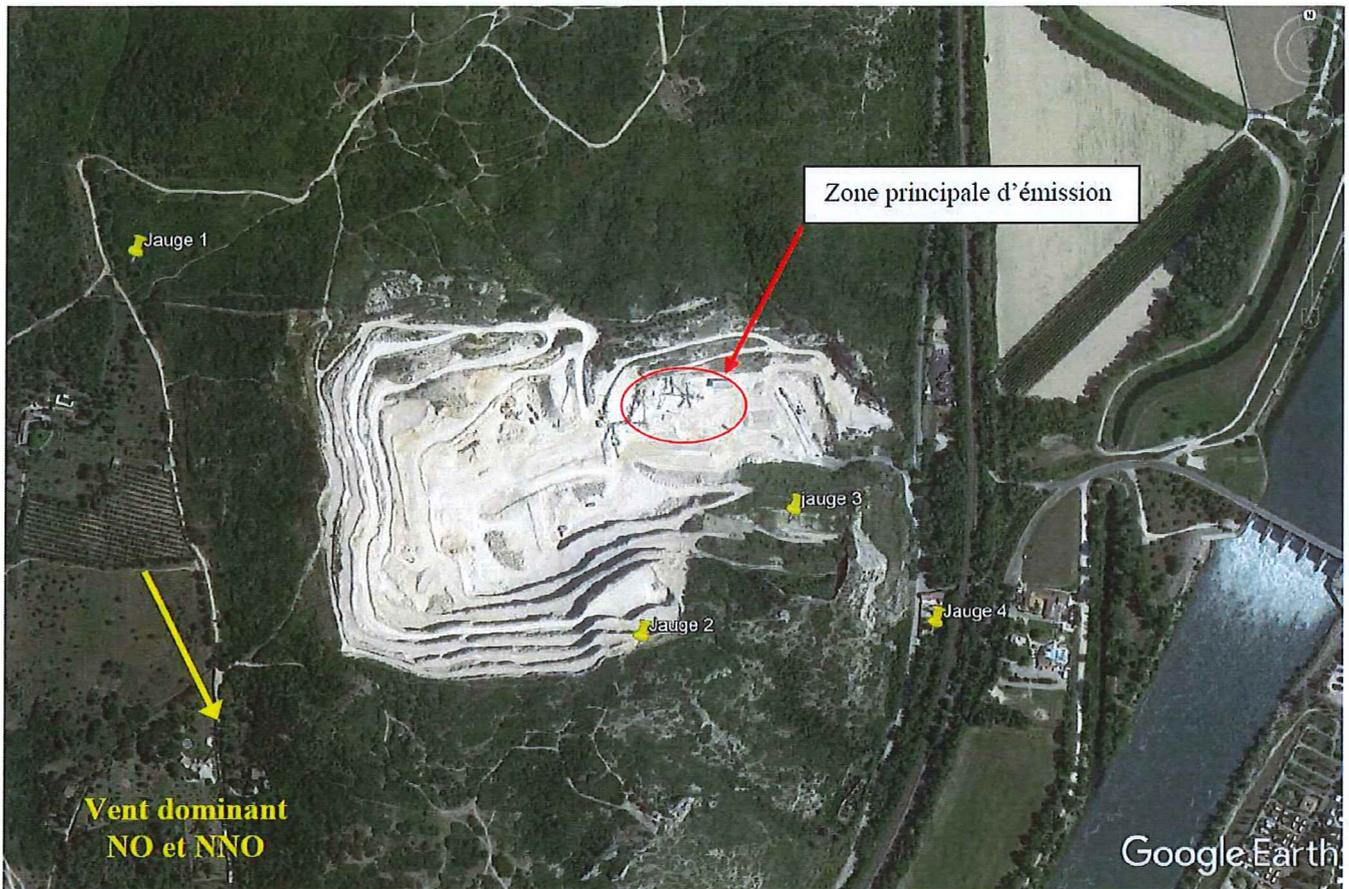 N
Zone principale d'émission
Jauge 1
jauge 3
Jauge 4
Jauge 2
Vent dominant
NO et NNO
Google Earth